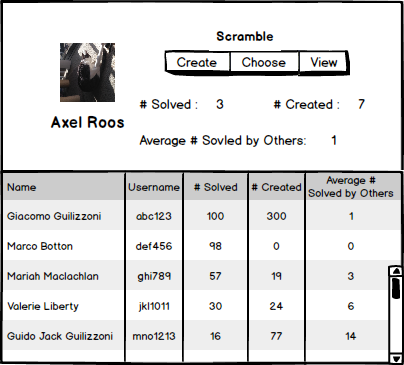 Scramble
Create Choose View
# Solved : 3 # Created : 7
Axel Roos
Average # Sovled by Others: 1
Name Username # Solved # Created Average # Solved by Others
Giacomo Guilizzoni abc123 100 300 1
Marco Botton def456 98 0 0
Mariah Maclachlan ghi789 57 19 3
Valerie Liberty jkl1011 30 24 6
Guido Jack Guilizzoni mno1213 16 77 14